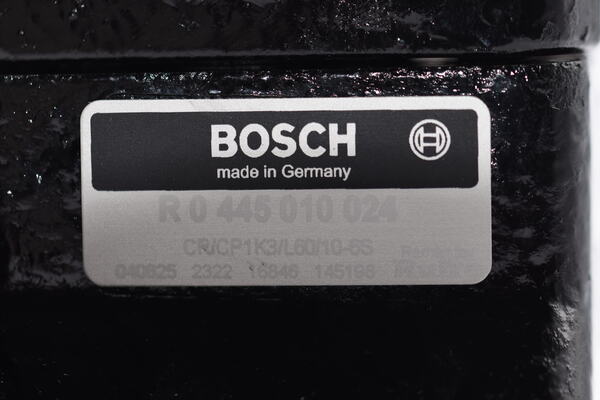 BOSCH
made in Germany
R 0 445 010 024
CR/CP1K3/L60/10-6S
040825 2322 16846 145198